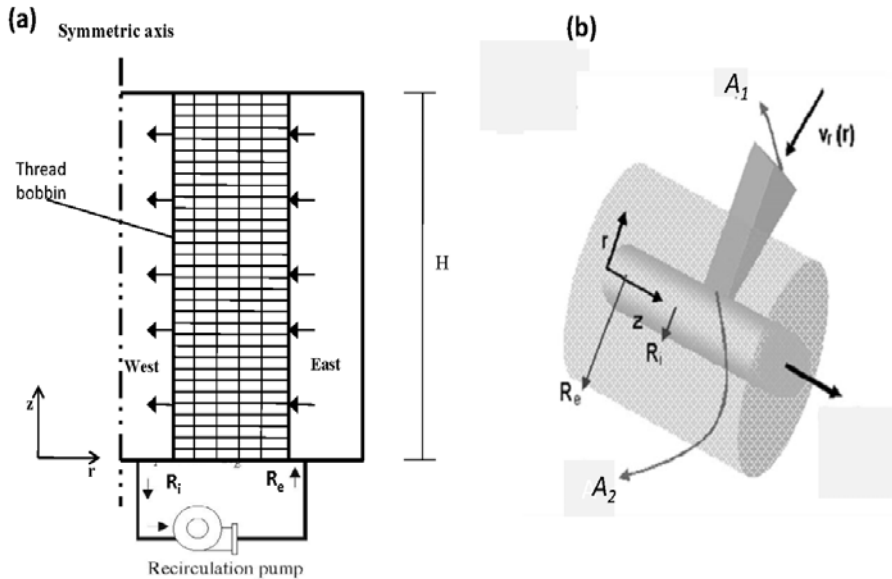 (a)
Symmetric axis
Thread
bobbin
H
West
East
z
r
Ri
Re
Recirculation pump
(b)
A1
vr (r)
r
z
Ri
Re
A2